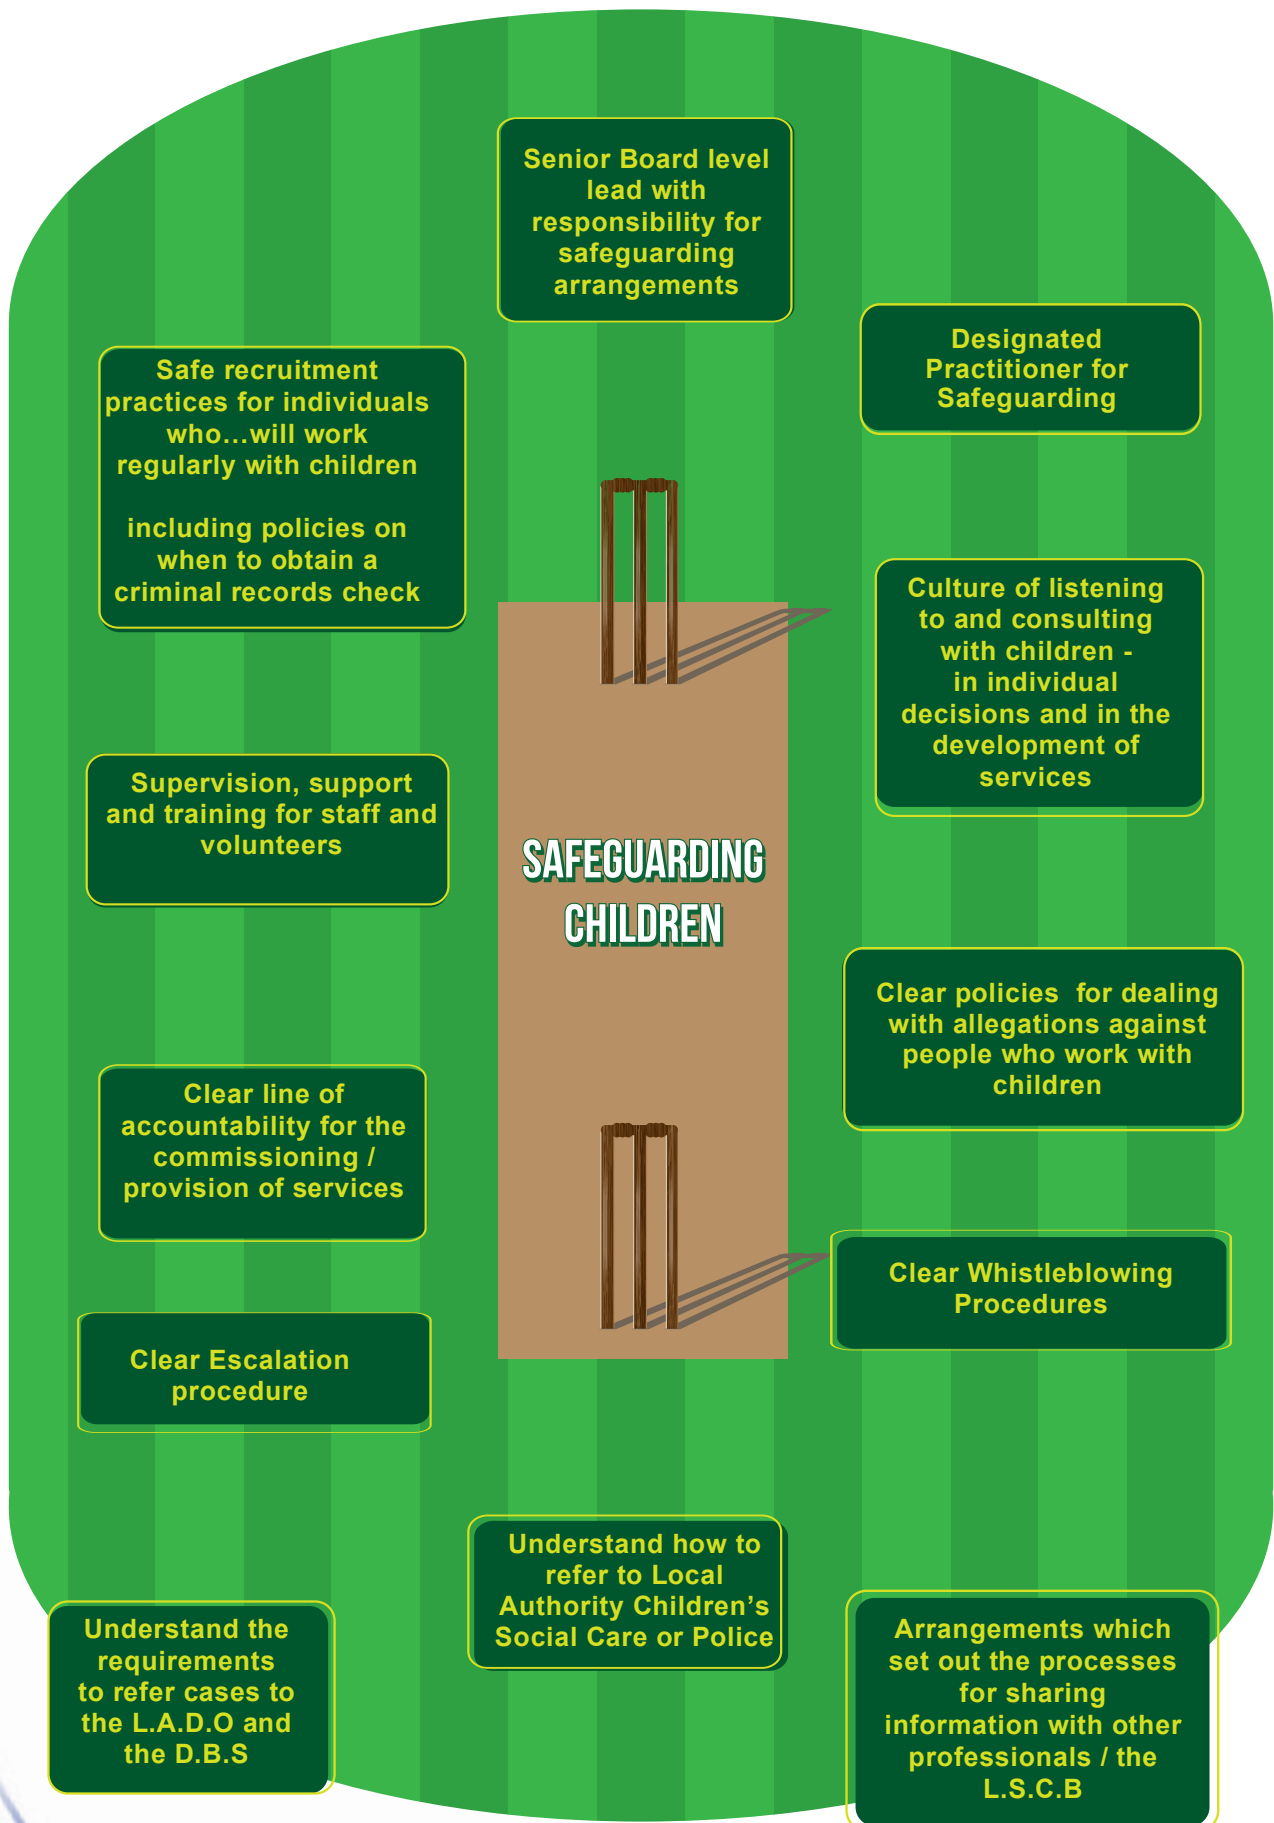 Senior Board level
lead with
responsibility for
safeguarding
arrangements
Designated
Practitioner for
Safeguarding
Safe recruitment
practices for individuals
who…will work
regularly with children
including policies on
when to obtain a
criminal records check
Culture of listening
to and consulting
with children -
in individual
decisions and in the
development of
services
Supervision, support
and training for staff and
volunteers
SAFEGUARDING
CHILDREN
Clear policies for dealing
with allegations against
people who work with
children
Clear line of
accountability for the
commissioning /
provision of services
Clear Whistleblowing
Procedures
Clear Escalation
procedure
Understand how to
refer to Local
Authority Children’s
Social Care or Police
Understand the
requirements
to refer cases to
the L.A.D.O and
the D.B.S
Arrangements which
set out the processes
for sharing
information with other
professionals / the
L.S.C.B